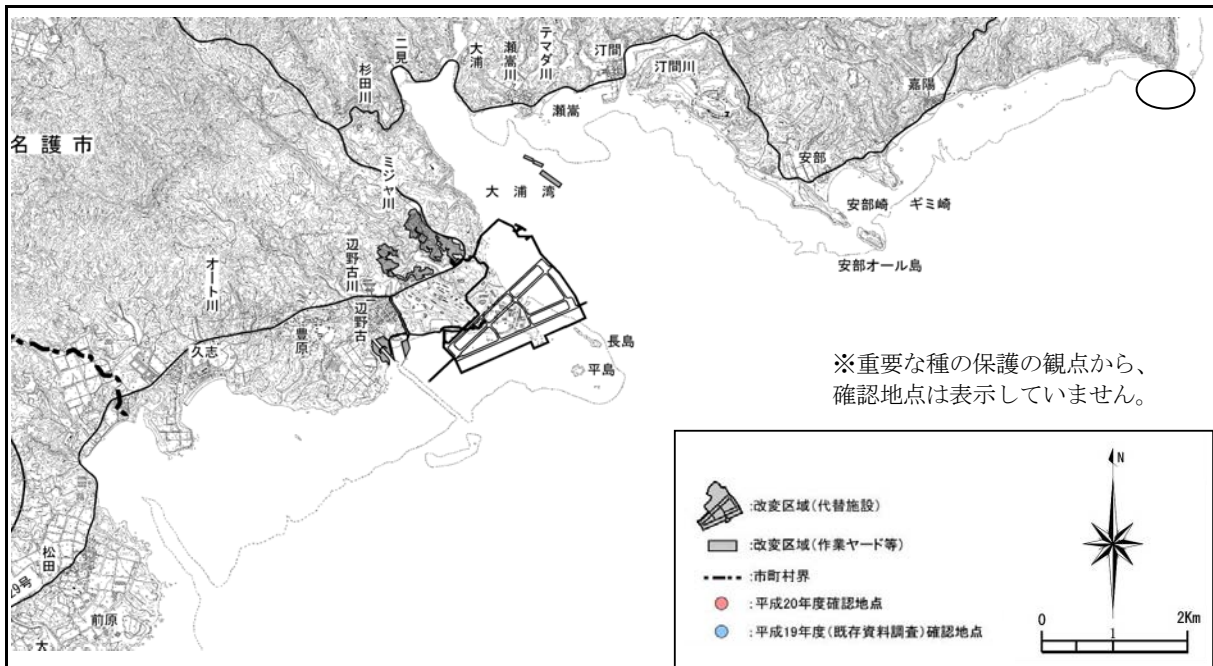 二見
大浦
瀬嵩川
テマダ川
汀間
杉田川
汀間川
嘉陽
瀬嵩
名護市
安部
ミジャ川
大浦湾
安部崎
ギミ崎
安部オール島
オート川
辺野古川
辺野古
豊原
久志
長島
平島
※重要な種の保護の観点から、
確認地点は表示していません。
松田
29号
前原
大
N
:改変区域(代替施設)
:改変区域(作業ヤード等)
:市町村界
:平成20年度確認地点
:平成19年度(既存資料調査)確認地点
0 1 2Km